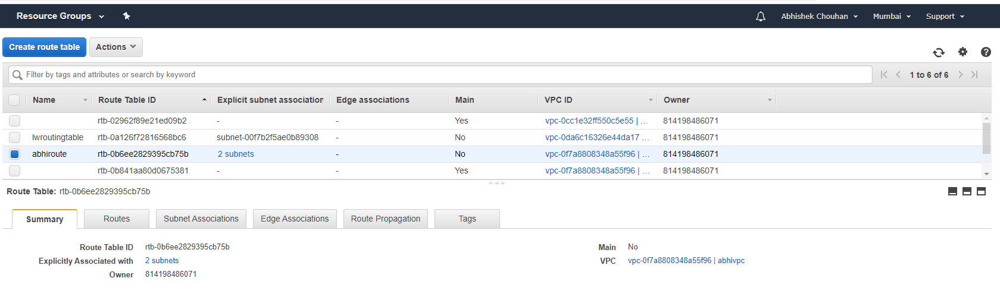 Resource Groups Abhishek Chouhan Mumbai Support
Create route table Actions
Filter by tags and attributes or search by keyword 1 to 6 of 6
Name Route Table ID Explicit subnet association Edge associations Main VPC ID Owner
rtb-02962f89e21ed09b2 - - Yes vpc-0cc1e32ff550c5e55 | ... 814198486071
lwroutingtable rtb-0a126f72816568bc6 subnet-00f7b2f5ae0b89308 - No vpc-0da6c16326e44da17 ... 814198486071
abhiroute rtb-0b6ee2829395cb75b 2 subnets - No vpc-0f7a8808348a55f96 | ... 814198486071
rtb-0b841aa80d0675381 - - Yes vpc-0f7a8808348a55f96 | ... 814198486071
Route Table: rtb-0b6ee2829395cb75b
Summary Routes Subnet Associations Edge Associations Route Propagation Tags
Route Table ID rtb-0b6ee2829395cb75b Main No
Explicitly Associated with 2 subnets VPC vpc-0f7a8808348a55f96 | abhivpc
Owner 814198486071